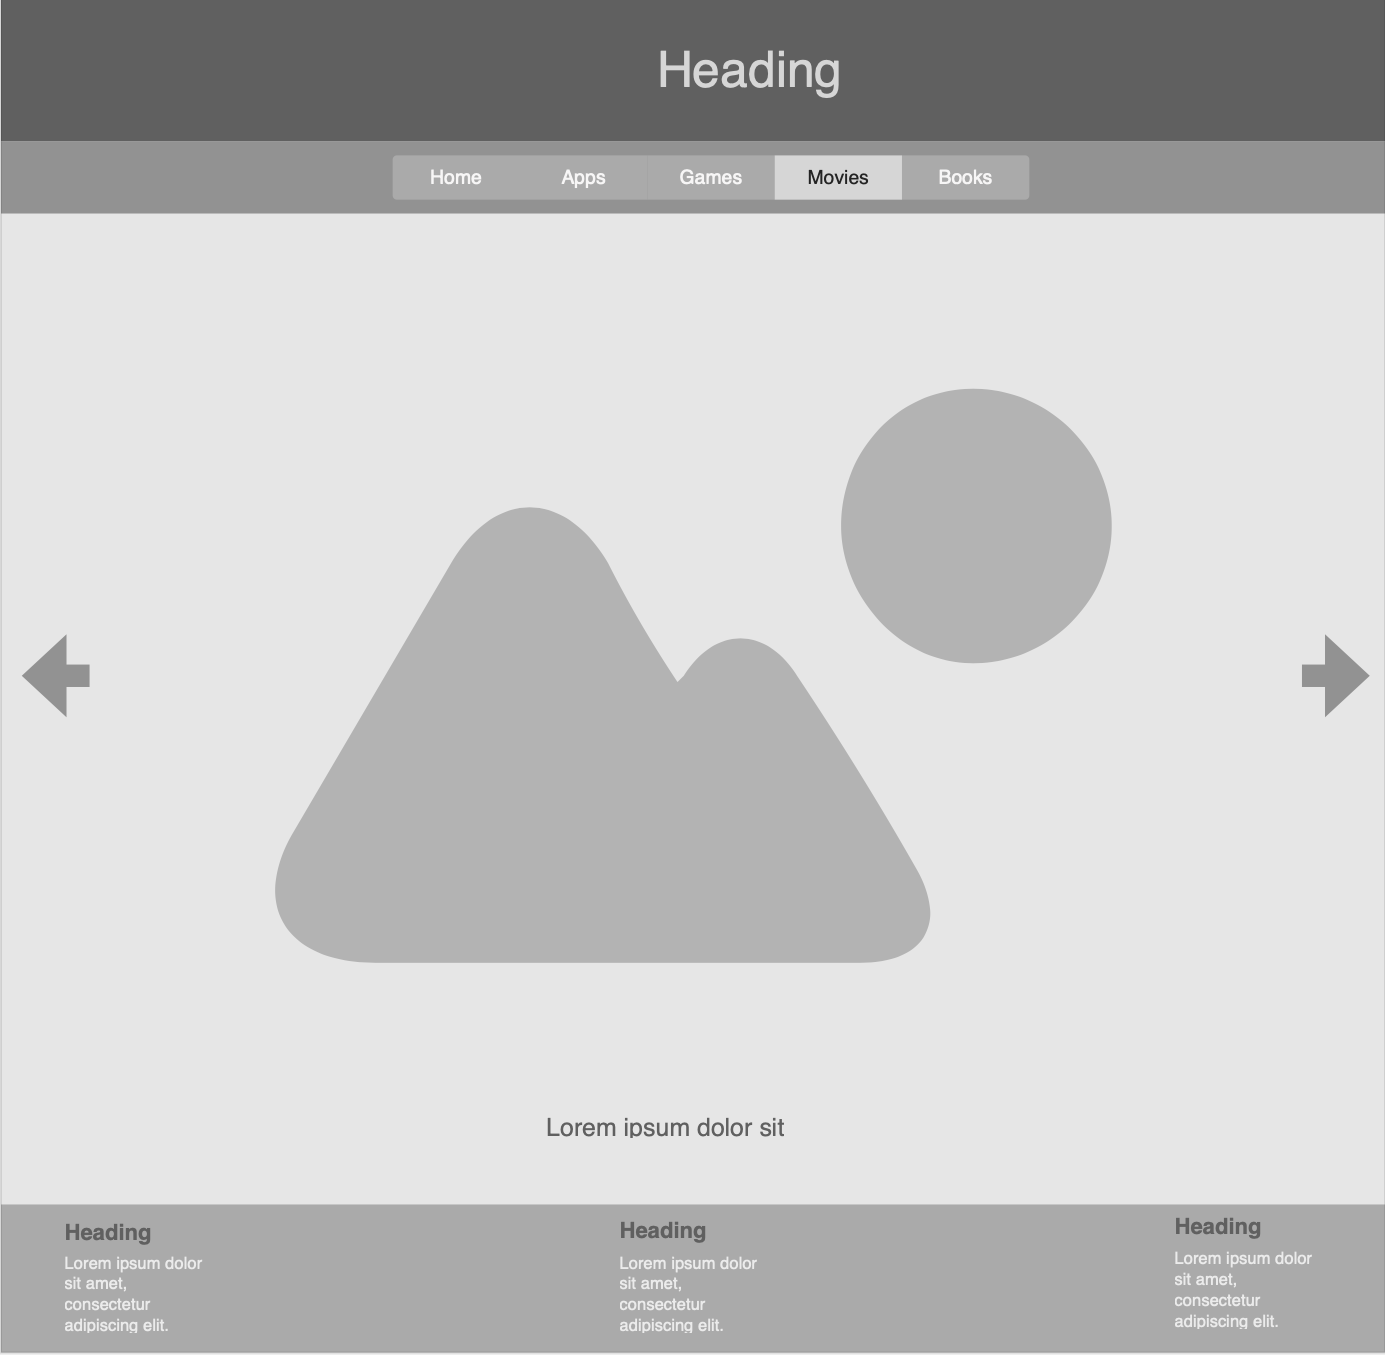 Heading
Home Apps Games Movies Books
Lorem ipsum dolor sit
Heading
Lorem ipsum dolor
sit amet,
consectetur
adipiscing elit.
Heading
Lorem ipsum dolor
sit amet,
consectetur
adipiscing elit.
Heading
Lorem ipsum dolor
sit amet,
consectetur
adipiscing elit.